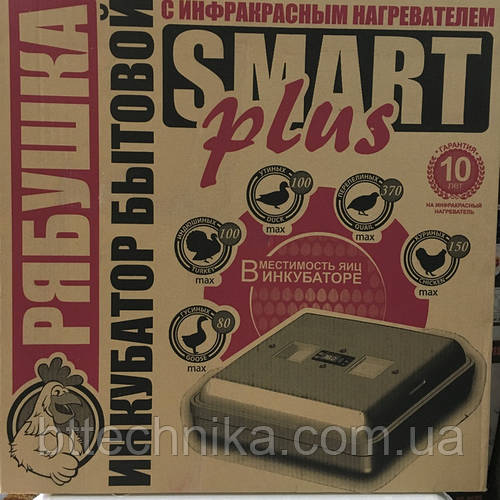 С ИНФРАКРАСНЫМ НАГРЕВАТЕЛЕМ
SMART
plus
РЯБУШКА
ИНКУБАТОР БЫТОВОЙ
ГАРАНТИЯ
10
лет
НА ИНФРАКРАСНЫЙ
НАГРЕВАТЕЛЬ
УТИНЫХ
100
DUCK
max
ПЕРЕПЕЛИНЫХ
370
QUAIL
max
ИНДЮШИНЫХ
100
TURKEY
max
КУРИНЫХ
150
CHICKEN
max
ГУСИНЫХ
80
GOOSE
max
ВМЕСТИМОСТЬ ЯИЦ
В ИНКУБАТОРЕ
bttechnika.com.ua